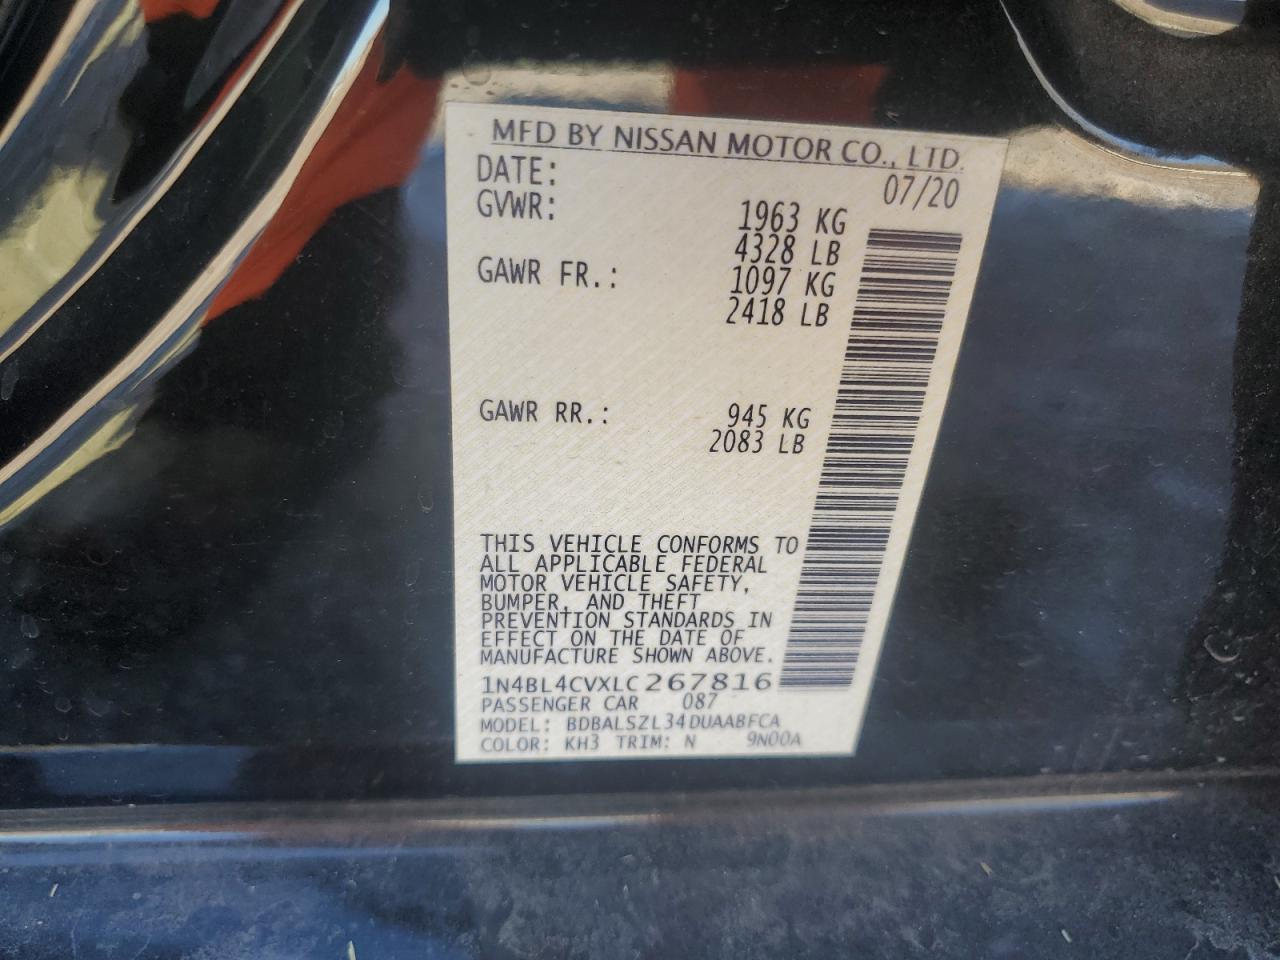 MFD BY NISSAN MOTOR CO., LTD.
DATE: 07/20
GVWR: 1963 KG
4328 LB
GAWR FR.: 1097 KG
2418 LB
GAWR RR.: 945 KG
2083 LB
THIS VEHICLE CONFORMS TO
ALL APPLICABLE FEDERAL
MOTOR VEHICLE SAFETY,
BUMPER, AND THEFT
PREVENTION STANDARDS IN
EFFECT ON THE DATE OF
MANUFACTURE SHOWN ABOVE.
1N4BL4CVXLC267816
PASSENGER CAR 087
MODEL: BDBALSZL34DUAABFCA
COLOR: KH3 TRIM: N 9N00A